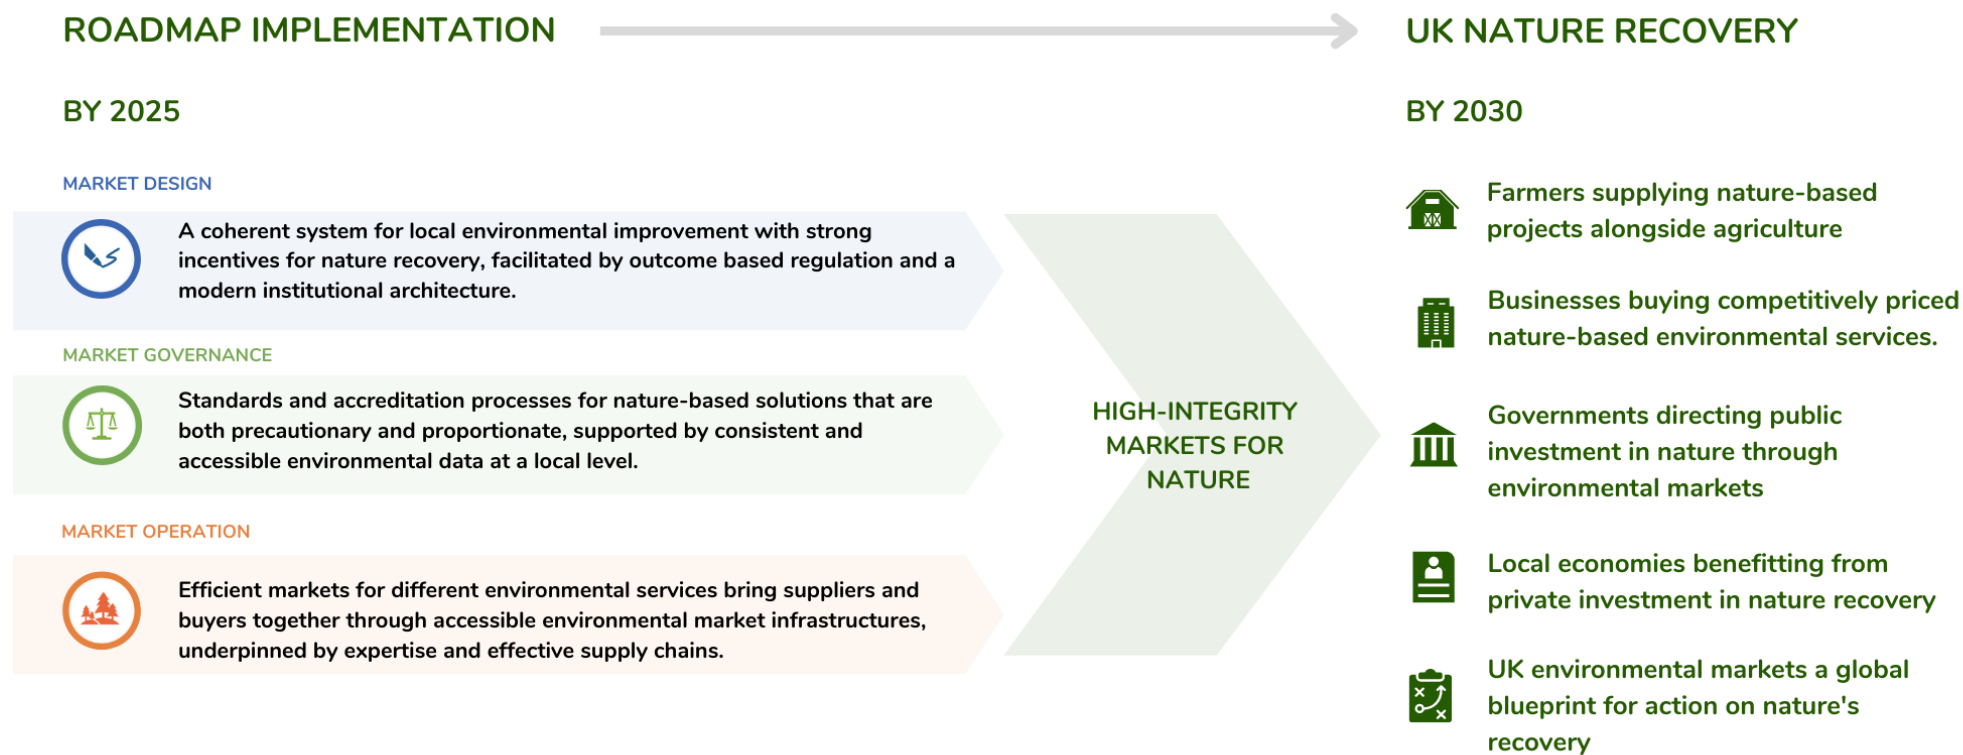 ROADMAP IMPLEMENTATION
UK NATURE RECOVERY
BY 2025
BY 2030
MARKET DESIGN
A coherent system for local environmental improvement with strong
incentives for nature recovery, facilitated by outcome based regulation and a
modern institutional architecture.
MARKET GOVERNANCE
Standards and accreditation processes for nature-based solutions that are
both precautionary and proportionate, supported by consistent and
accessible environmental data at a local level.
MARKET OPERATION
Efficient markets for different environmental services bring suppliers and
buyers together through accessible environmental market infrastructures,
underpinned by expertise and effective supply chains.
HIGH-INTEGRITY
MARKETS FOR
NATURE
Farmers supplying nature-based
projects alongside agriculture
Businesses buying competitively priced
nature-based environmental services.
Governments directing public
investment in nature through
environmental markets
Local economies benefitting from
private investment in nature recovery
UK environmental markets a global
blueprint for action on nature's
recovery